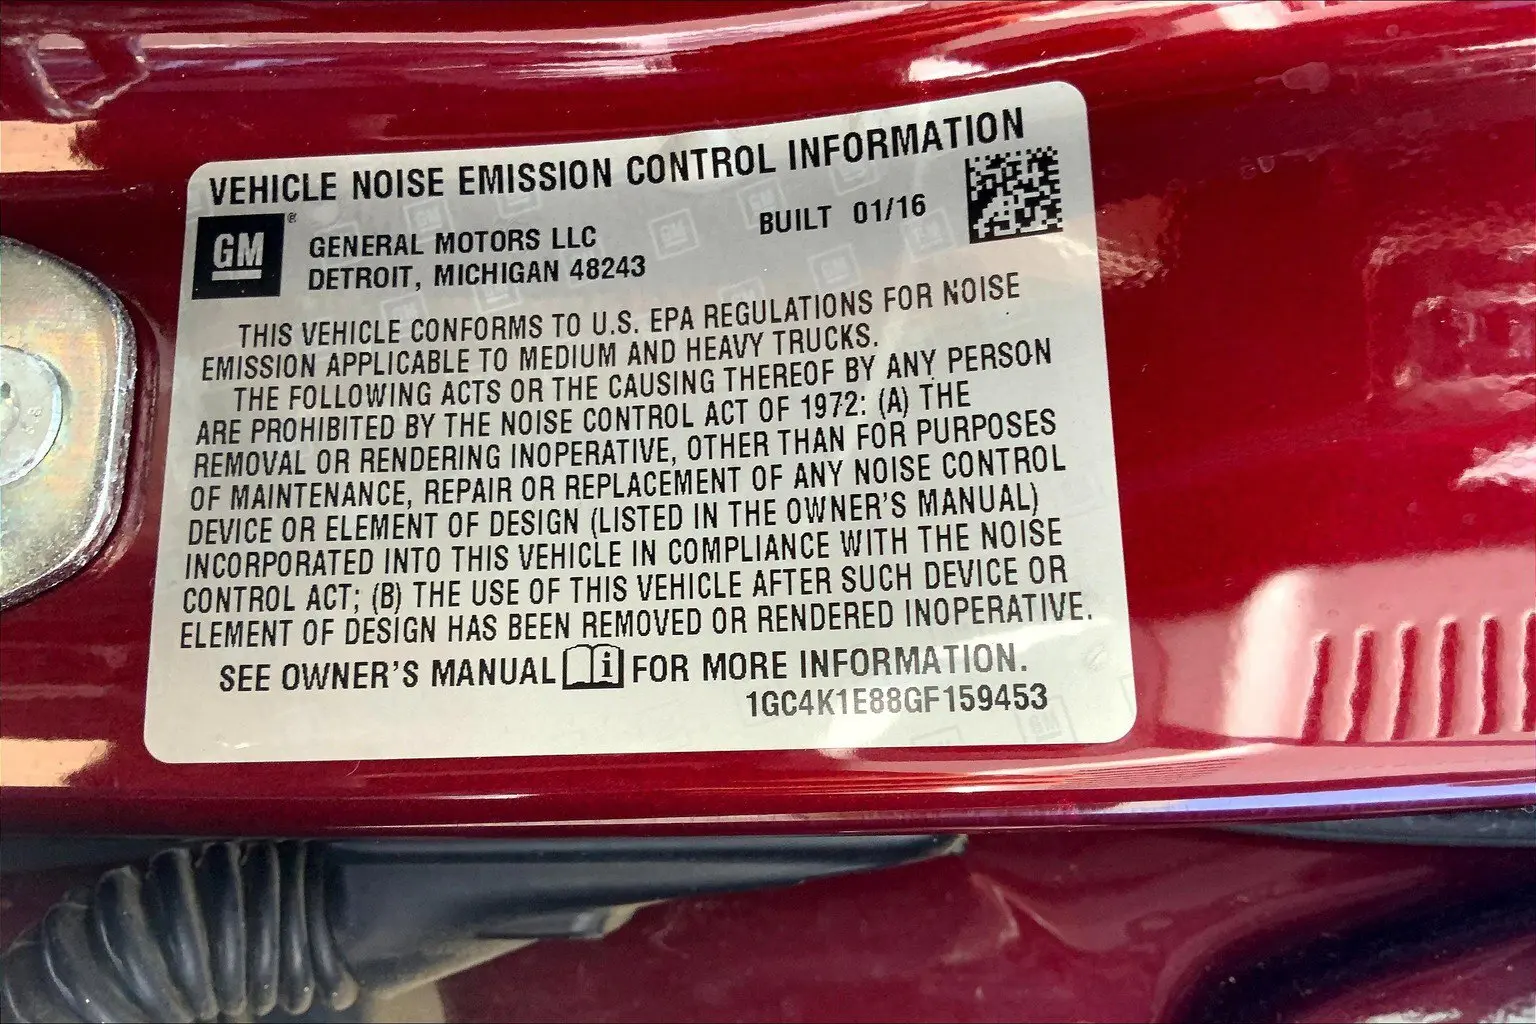 VEHICLE NOISE EMISSION CONTROL INFORMATION
GM®
GENERAL MOTORS LLC
DETROIT, MICHIGAN 48243
BUILT 01/16
THIS VEHICLE CONFORMS TO U.S. EPA REGULATIONS FOR NOISE
EMISSION APPLICABLE TO MEDIUM AND HEAVY TRUCKS.
THE FOLLOWING ACTS OR THE CAUSING THEREOF BY ANY PERSON
ARE PROHIBITED BY THE NOISE CONTROL ACT OF 1972: (A) THE
REMOVAL OR RENDERING INOPERATIVE, OTHER THAN FOR PURPOSES
OF MAINTENANCE, REPAIR OR REPLACEMENT OF ANY NOISE CONTROL
DEVICE OR ELEMENT OF DESIGN (LISTED IN THE OWNER'S MANUAL)
INCORPORATED INTO THIS VEHICLE IN COMPLIANCE WITH THE NOISE
CONTROL ACT; (B) THE USE OF THIS VEHICLE AFTER SUCH DEVICE OR
ELEMENT OF DESIGN HAS BEEN REMOVED OR RENDERED INOPERATIVE.
SEE OWNER'S MANUAL i FOR MORE INFORMATION.
1GC4K1E88GF159453